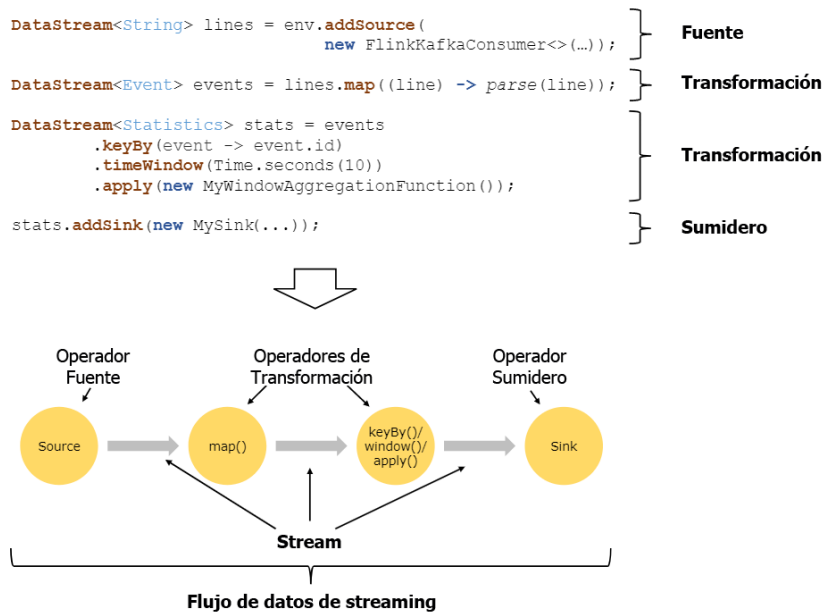 DataStream<String> lines = env.addSource(
new FlinkKafkaConsumer<>(…));
Fuente
DataStream<Event> events = lines.map((line) -> parse(line));
Transformación
DataStream<Statistics> stats = events
.keyBy(event -> event.id)
.timeWindow(Time.seconds(10))
.apply(new MyWindowAggregationFunction());
Transformación
stats.addSink(new MySink(...));
Sumidero
Operador
Fuente
Operadores de
Transformación
Operador
Sumidero
Source
map()
keyBy()/
window()/
apply()
Sink
Stream
Flujo de datos de streaming